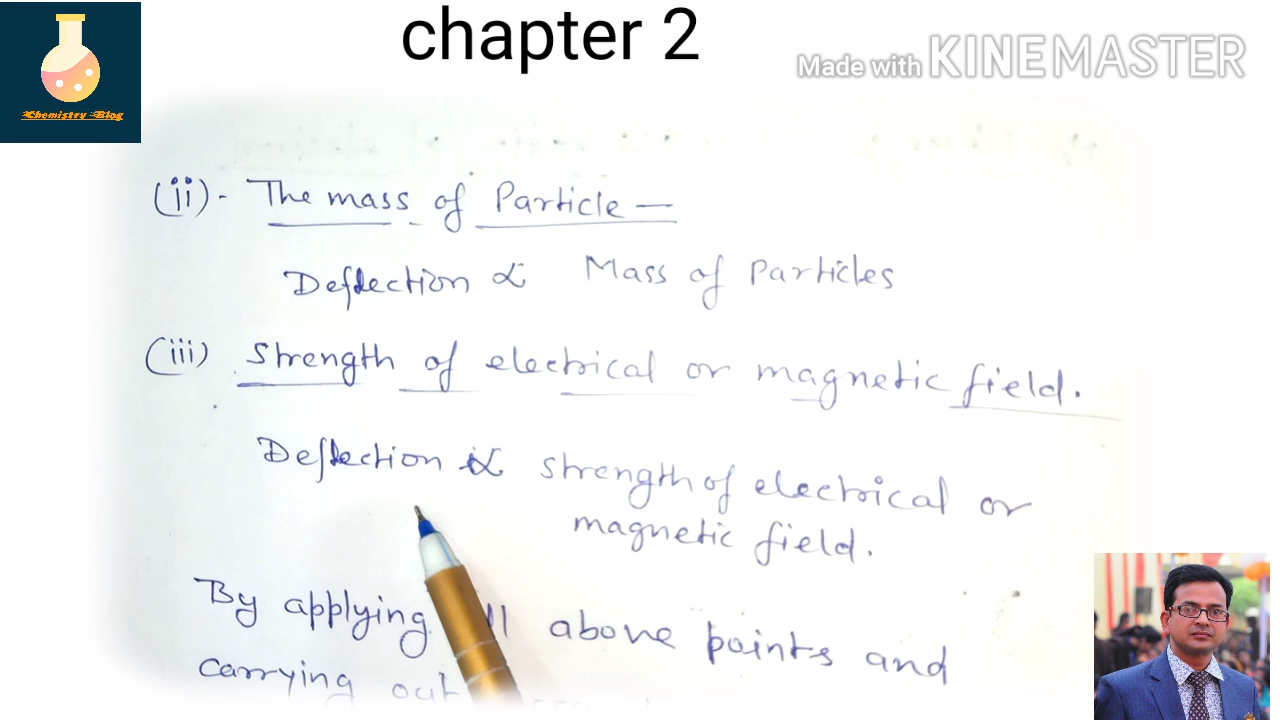 chapter 2
Made with KINEMASTER
Chemistry Blog
(ii)- The mass of Particle —
Deflection ∝ Mass of Particles
(iii) Strength of electrical or magnetic field.
Deflection ∝ strength of electrical or
magnetic field.
By applying above points and
carrying out